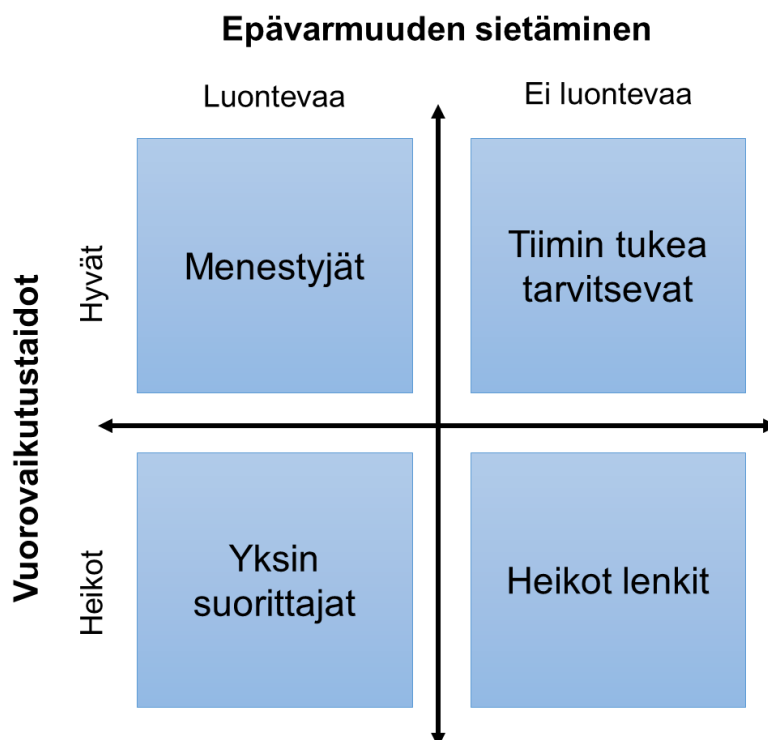 Epävarmuuden sietäminen
Luontevaa
Ei luontevaa
Vuorovaikutustaidot
Hyvät
Menestyjät
Tiimin tukea
tarvitsevat
Heikot
Yksin
suorittajat
Heikot lenkit